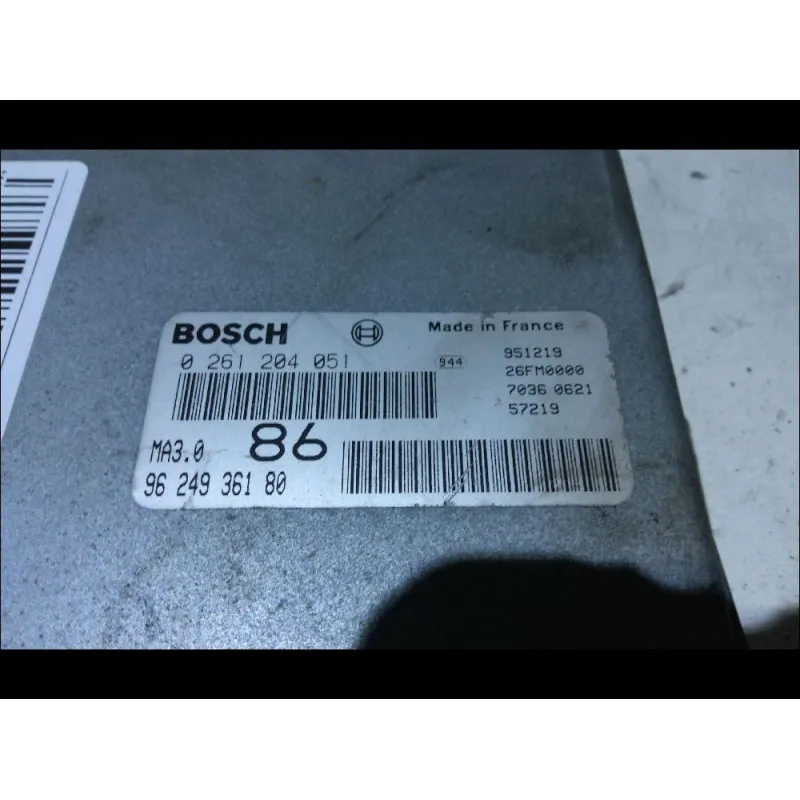 BOSCH
Made in France
0 261 204 051
944
951219
26FM0000
7036 0621
57219
MA3.0
86
96 249 361 80